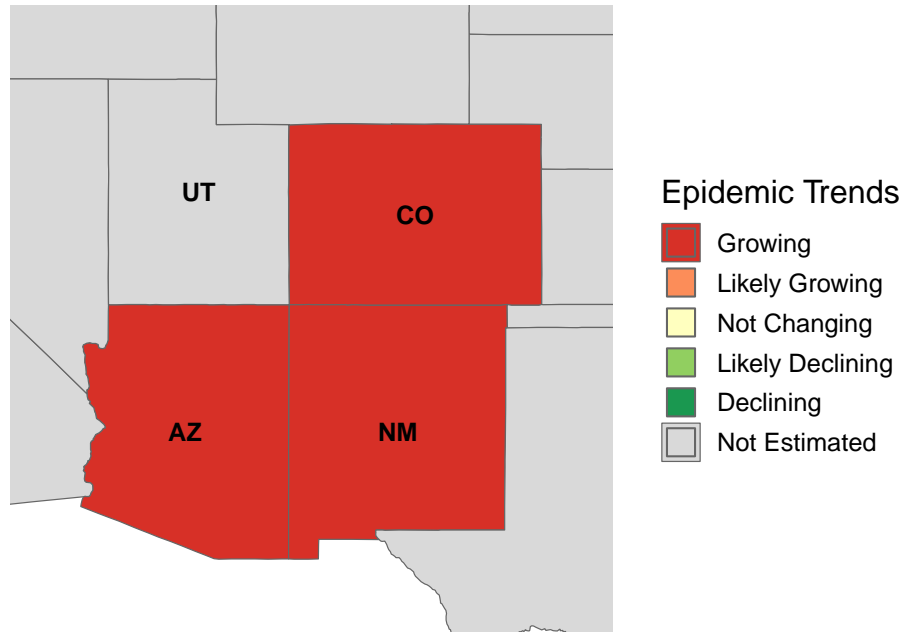 UT
CO
AZ
NM
Epidemic Trends
Growing
Likely Growing
Not Changing
Likely Declining
Declining
Not Estimated